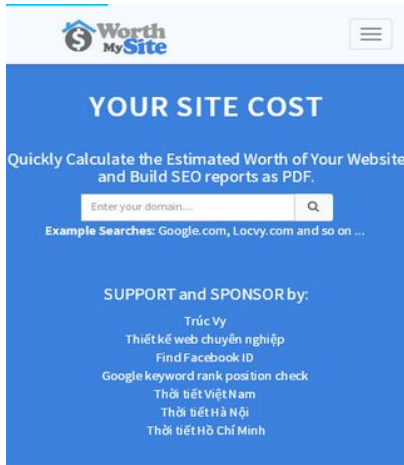 Worth
MySite
YOUR SITE COST
Quickly Calculate the Estimated Worth of Your Website
and Build SEO reports as PDF.
Enter your domain....
Example Searches: Google.com, Locvy.com and so on ...
SUPPORT and SPONSOR by:
Trúc Vy
Thiết kế web chuyên nghiệp
Find Facebook ID
Google keyword rank position check
Thời tiết Việt Nam
Thời tiết Hà Nội
Thời tiết Hồ Chí Minh